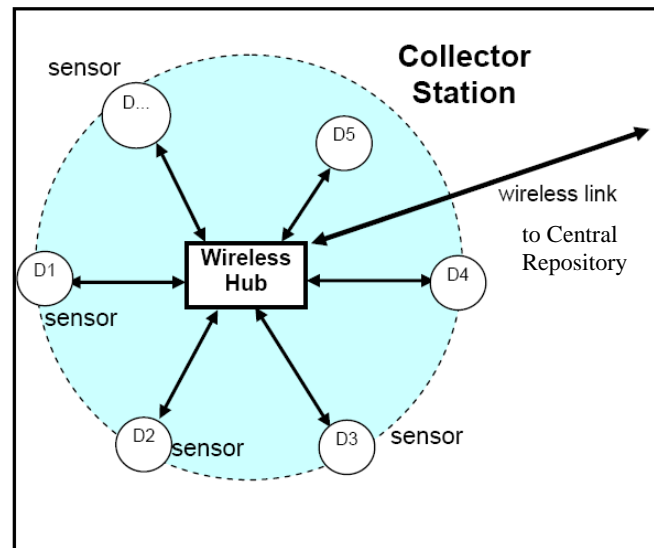 sensor
Collector
Station
D...
D5
wireless link
to Central
Repository
Wireless
Hub
D1
D4
sensor
D2
sensor
D3
sensor